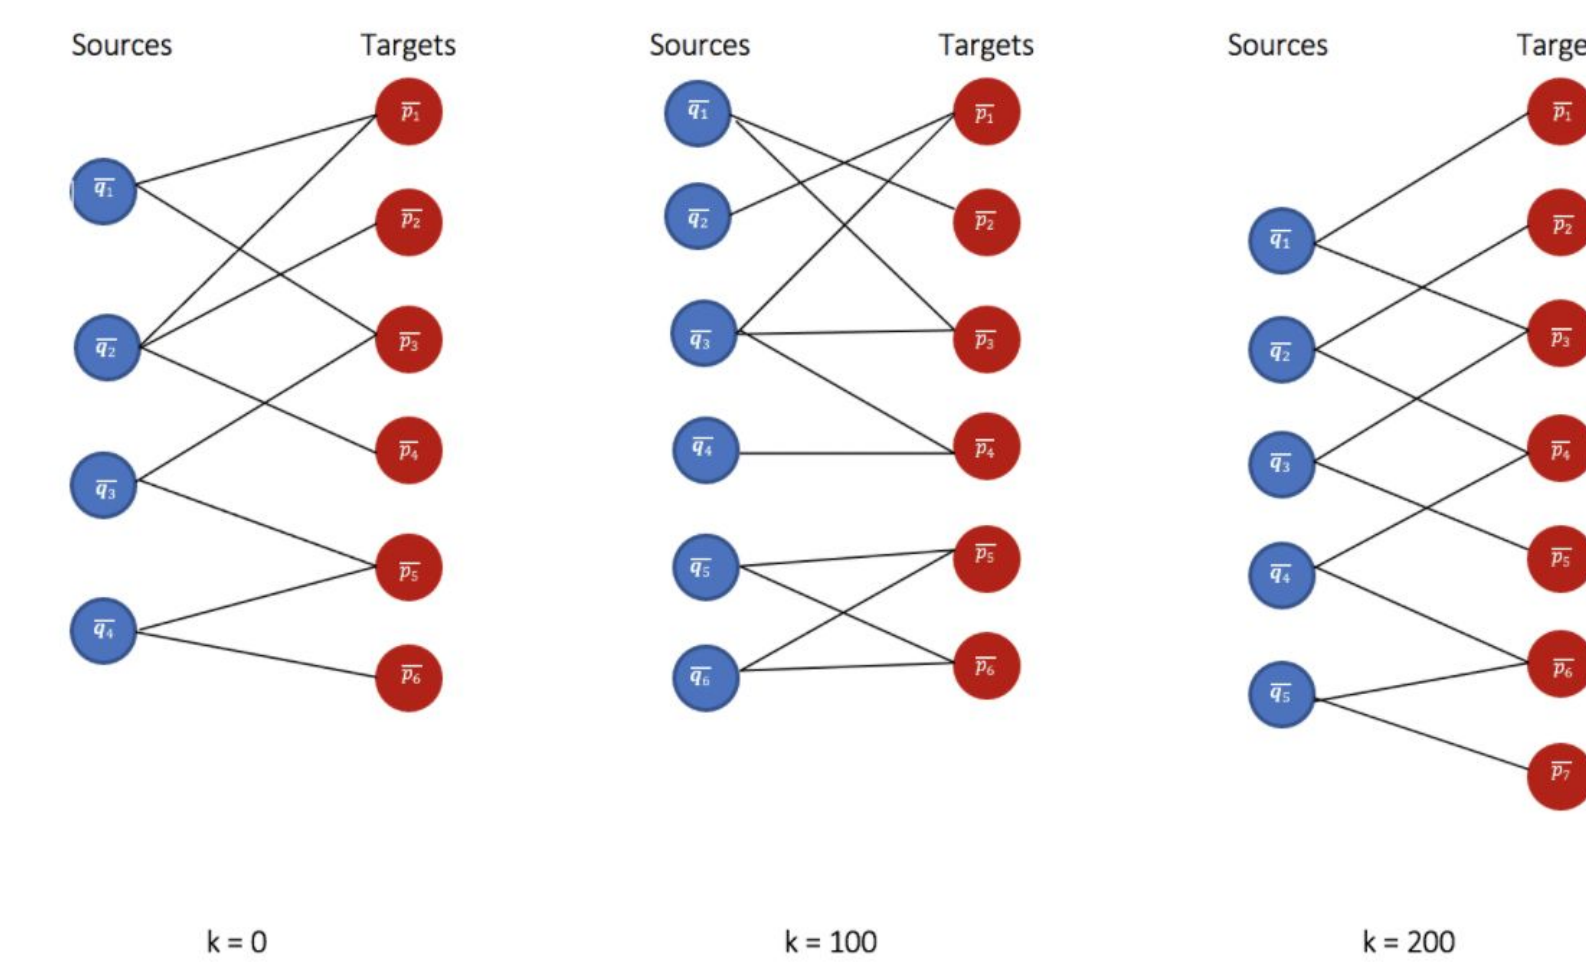 Sources Targets Sources Targets Sources Targe
q̅₁ p̅₁ q̅₁ p̅₁ p̅₁
q̅₂ p̅₂ q̅₂ p̅₂ q̅₁ p̅₂
q̅₃ p̅₃ q̅₃ p̅₃ q̅₂ p̅₃
q̅₄ p̅₄ q̅₄ p̅₄ q̅₃ p̅₄
p̅₅ q̅₅ p̅₅ q̅₄ p̅₅
p̅₆ q̅₆ p̅₆ q̅₅ p̅₆
p̅₇
k = 0 k = 100 k = 200